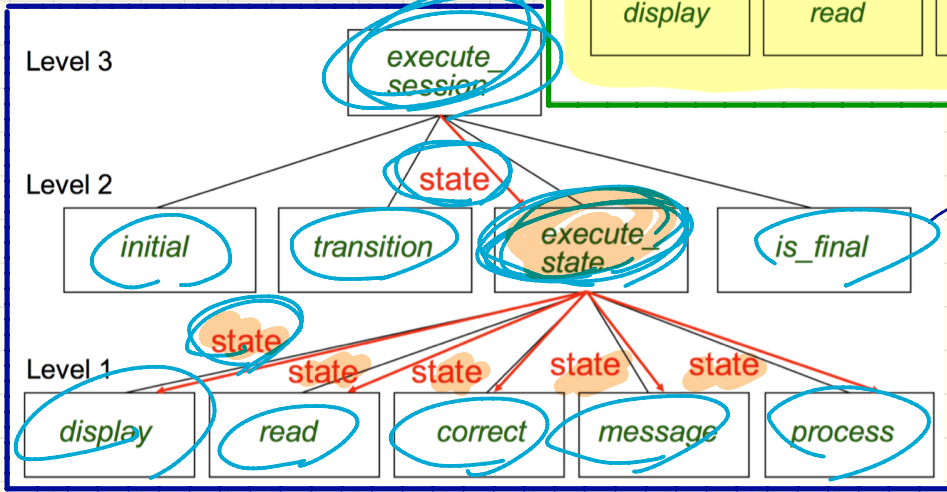 display read
Level 3
execute_
session
state
Level 2
initial transition execute_
state is_final
state
Level 1 state state state state
display read correct message process